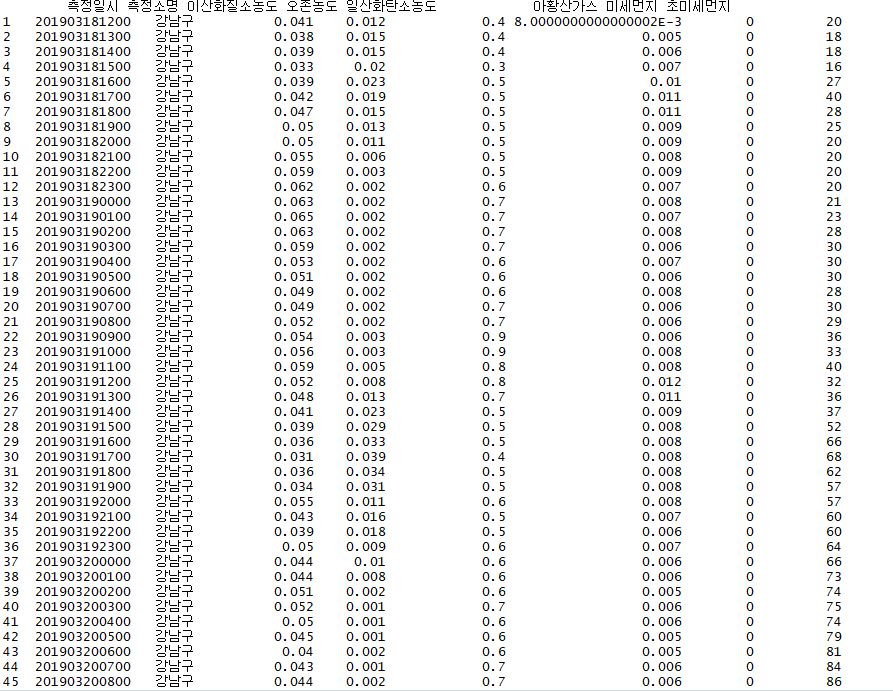 측정일시 측정소명 이산화질소농도 오존농도 일산화탄소농도 아황산가스 미세먼지 초미세먼지
1 201903181200 강남구 0.041 0.012 0.4 8.0000000000000002E-3 0 20
2 201903181300 강남구 0.038 0.015 0.4 0.005 0 18
3 201903181400 강남구 0.039 0.015 0.4 0.006 0 18
4 201903181500 강남구 0.033 0.02 0.3 0.007 0 16
5 201903181600 강남구 0.039 0.023 0.5 0.01 0 27
6 201903181700 강남구 0.042 0.019 0.5 0.011 0 40
7 201903181800 강남구 0.047 0.015 0.5 0.011 0 28
8 201903181900 강남구 0.05 0.013 0.5 0.009 0 25
9 201903182000 강남구 0.05 0.011 0.5 0.009 0 20
10 201903182100 강남구 0.055 0.006 0.5 0.008 0 20
11 201903182200 강남구 0.059 0.003 0.5 0.009 0 20
12 201903182300 강남구 0.062 0.002 0.6 0.007 0 20
13 201903190000 강남구 0.063 0.002 0.7 0.008 0 21
14 201903190100 강남구 0.065 0.002 0.7 0.007 0 23
15 201903190200 강남구 0.063 0.002 0.7 0.008 0 28
16 201903190300 강남구 0.059 0.002 0.7 0.006 0 30
17 201903190400 강남구 0.053 0.002 0.6 0.007 0 30
18 201903190500 강남구 0.051 0.002 0.6 0.006 0 30
19 201903190600 강남구 0.049 0.002 0.6 0.008 0 28
20 201903190700 강남구 0.049 0.002 0.7 0.006 0 30
21 201903190800 강남구 0.052 0.002 0.7 0.006 0 29
22 201903190900 강남구 0.054 0.003 0.9 0.006 0 36
23 201903191000 강남구 0.056 0.003 0.9 0.008 0 33
24 201903191100 강남구 0.059 0.005 0.8 0.008 0 40
25 201903191200 강남구 0.052 0.008 0.8 0.012 0 32
26 201903191300 강남구 0.048 0.013 0.7 0.011 0 36
27 201903191400 강남구 0.041 0.023 0.5 0.009 0 37
28 201903191500 강남구 0.039 0.029 0.5 0.008 0 52
29 201903191600 강남구 0.036 0.033 0.5 0.008 0 66
30 201903191700 강남구 0.031 0.039 0.4 0.008 0 68
31 201903191800 강남구 0.036 0.034 0.5 0.008 0 62
32 201903191900 강남구 0.034 0.031 0.5 0.008 0 57
33 201903192000 강남구 0.055 0.011 0.6 0.008 0 57
34 201903192100 강남구 0.043 0.016 0.5 0.007 0 60
35 201903192200 강남구 0.039 0.018 0.5 0.006 0 60
36 201903192300 강남구 0.05 0.009 0.6 0.007 0 64
37 201903200000 강남구 0.044 0.01 0.6 0.006 0 66
38 201903200100 강남구 0.044 0.008 0.6 0.006 0 73
39 201903200200 강남구 0.051 0.002 0.6 0.005 0 74
40 201903200300 강남구 0.052 0.001 0.7 0.006 0 75
41 201903200400 강남구 0.05 0.001 0.6 0.006 0 74
42 201903200500 강남구 0.045 0.001 0.6 0.005 0 79
43 201903200600 강남구 0.04 0.002 0.6 0.005 0 81
44 201903200700 강남구 0.043 0.001 0.7 0.006 0 84
45 201903200800 강남구 0.044 0.002 0.7 0.006 0 86